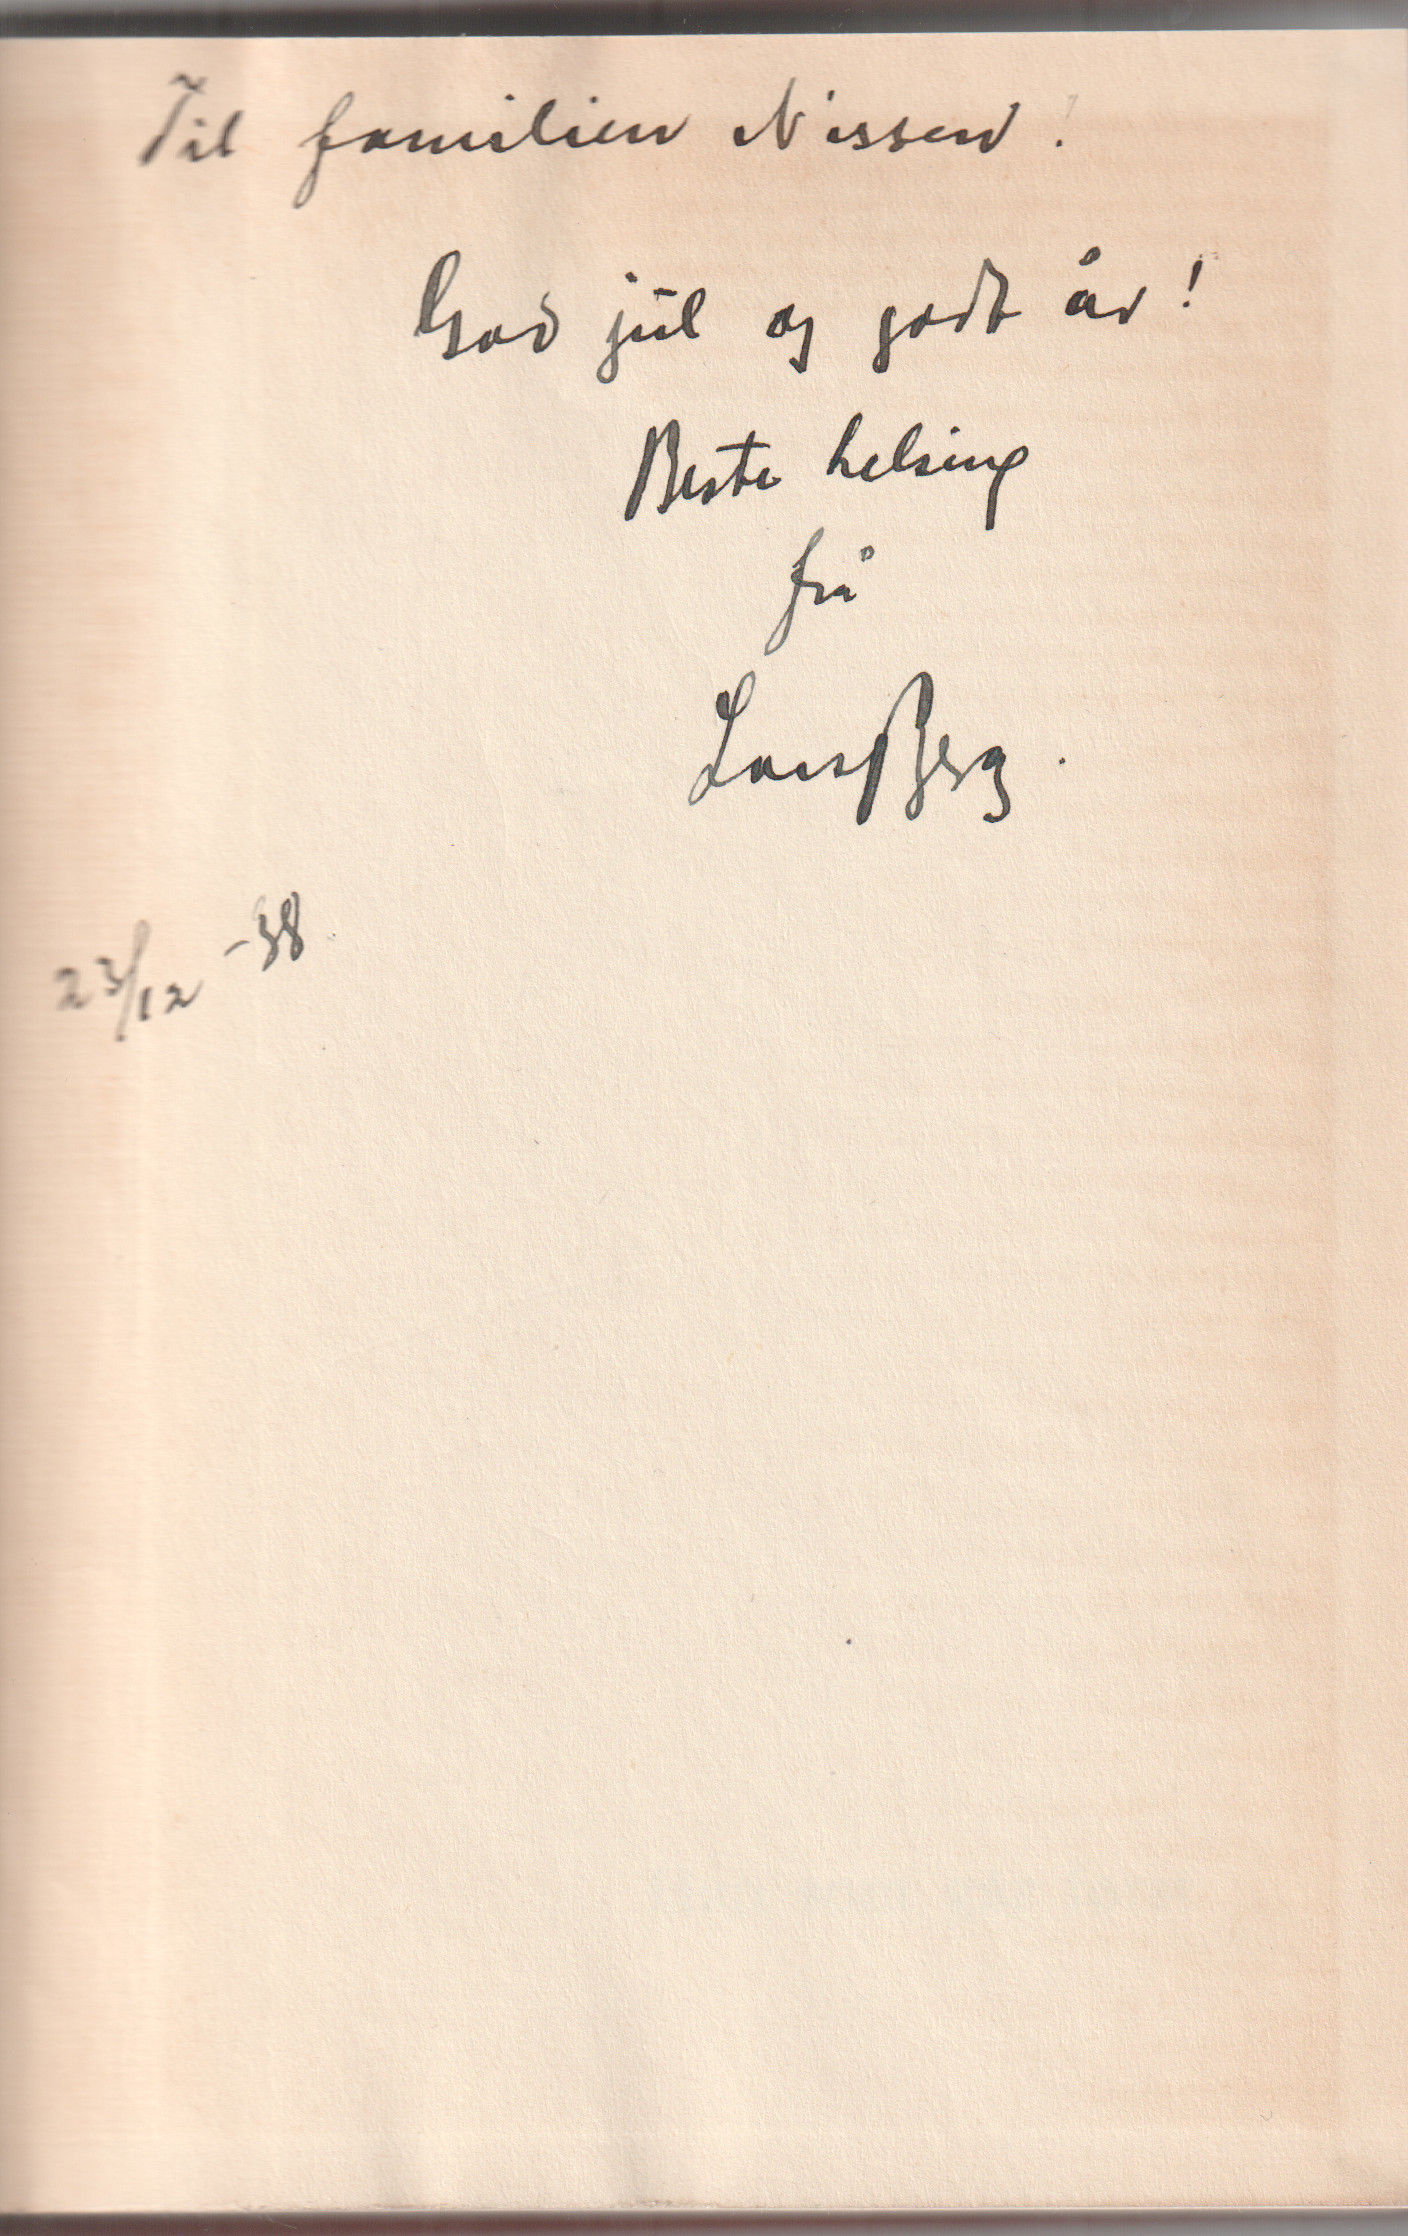 Til familien Nissen!
God jul og godt år!
Beste helsing
frå
Lars Berg.
23/12 -38